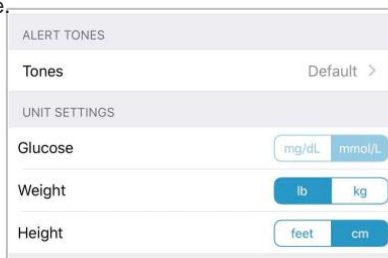 e.
ALERT TONES
Tones Default >
UNIT SETTINGS
Glucose mg/dL mmol/L
Weight lb kg
Height feet cm